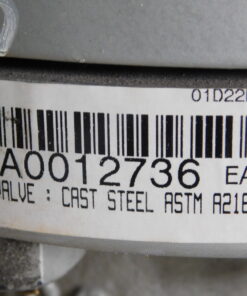 01D22
A0012736 EA
VALVE : CAST STEEL ASTM A216